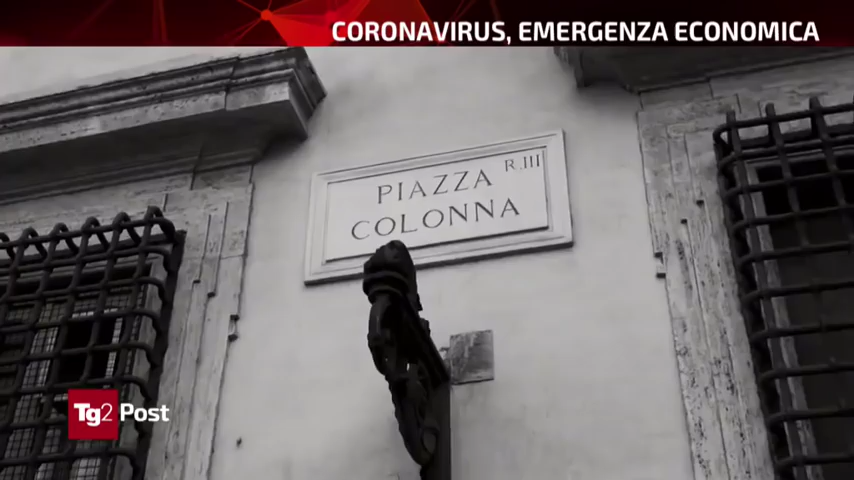 CORONAVIRUS, EMERGENZA ECONOMICA
R.III
PIAZZA
COLONNA
Tg2 Post